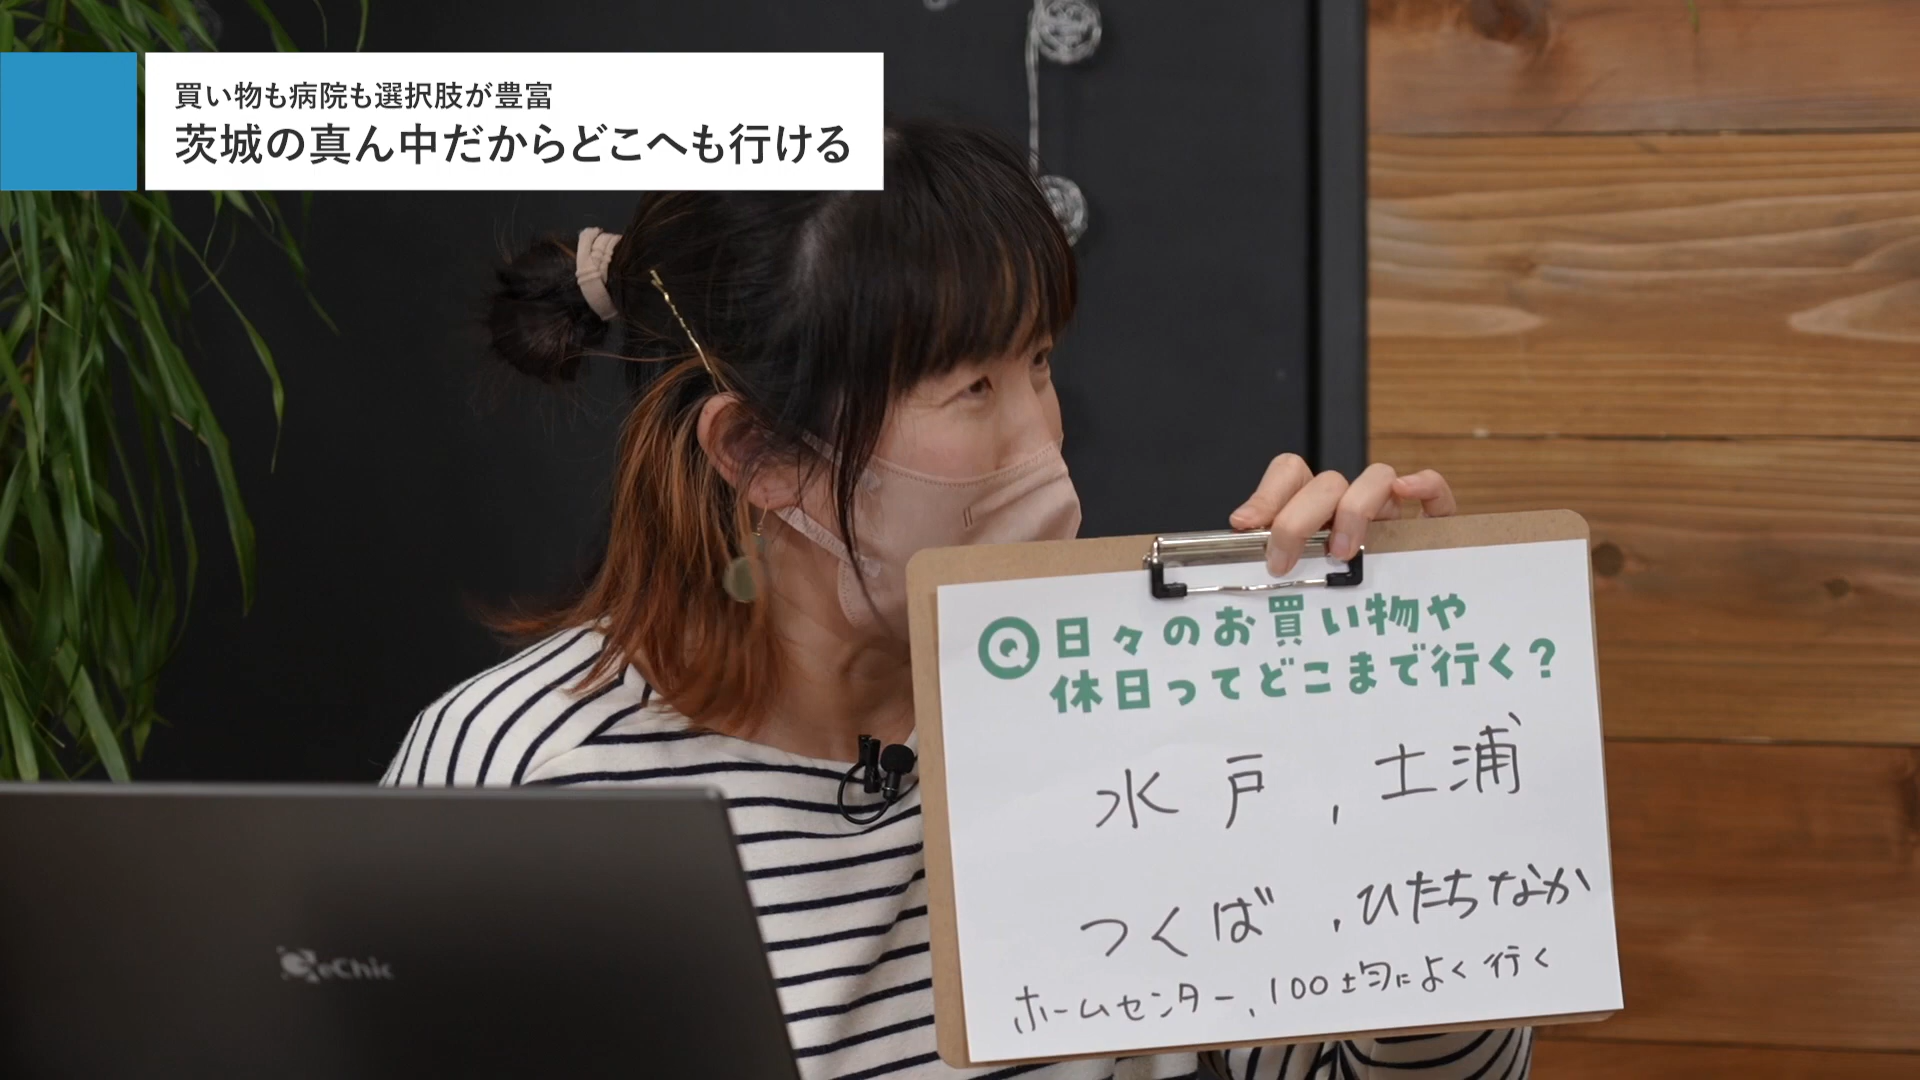 買い物も病院も選択肢が豊富
茨城の真ん中だからどこへも行ける
Q 日々のお買い物や
休日ってどこまで行く?
水戸, 土浦
つくば, ひたちなか
ホームセンター, 100均によく行く
GeChic